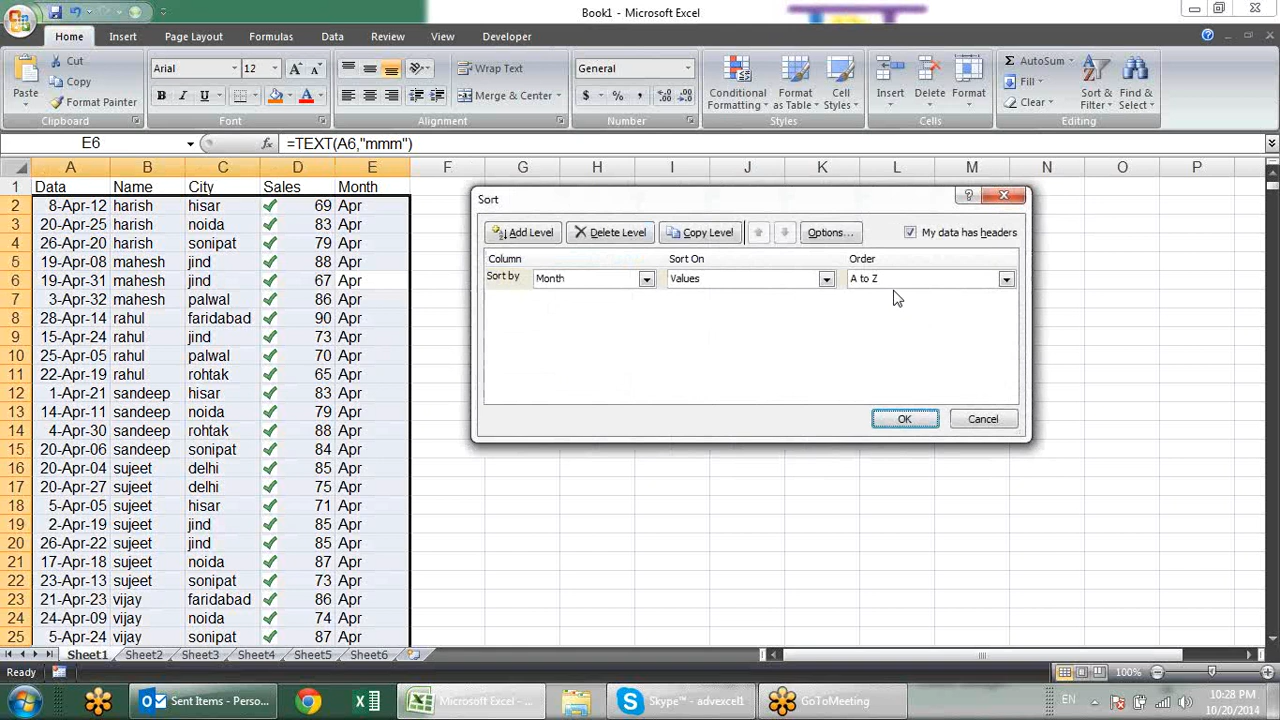 Book1 - Microsoft Excel
Home Insert Page Layout Formulas Data Review View Developer
Paste Cut Copy Format Painter Clipboard
Arial 12 A A B I U A Font
Wrap Text Merge & Center Alignment
General $ % , Number
Conditional Formatting Format as Table Cell Styles Styles
Insert Delete Format Cells
Σ AutoSum Fill Clear Sort & Filter Find & Select Editing
E6 fx =TEXT(A6,"mmm")
A B C D E F G H I J K L M N O P
1 Data Name City Sales Month
2 8-Apr-12 harish hisar 69 Apr
3 20-Apr-25 harish noida 83 Apr
4 26-Apr-20 harish sonipat 79 Apr
5 19-Apr-08 mahesh jind 88 Apr
6 19-Apr-31 mahesh jind 67 Apr
7 3-Apr-32 mahesh palwal 86 Apr
8 28-Apr-14 rahul faridabad 90 Apr
9 15-Apr-24 rahul jind 73 Apr
10 25-Apr-05 rahul palwal 70 Apr
11 22-Apr-19 rahul rohtak 65 Apr
12 1-Apr-21 sandeep hisar 83 Apr
13 14-Apr-11 sandeep noida 79 Apr
14 4-Apr-30 sandeep rohtak 88 Apr
15 20-Apr-06 sandeep sonipat 84 Apr
16 20-Apr-04 sujeet delhi 85 Apr
17 20-Apr-27 sujeet delhi 75 Apr
18 5-Apr-05 sujeet hisar 71 Apr
19 2-Apr-19 sujeet jind 85 Apr
20 26-Apr-22 sujeet jind 85 Apr
21 17-Apr-18 sujeet noida 87 Apr
22 23-Apr-13 sujeet sonipat 73 Apr
23 21-Apr-23 vijay faridabad 86 Apr
24 24-Apr-09 vijay noida 74 Apr
25 5-Apr-24 vijay sonipat 87 Apr
Sort
Add Level Delete Level Copy Level Options... My data has headers
Column Sort On Order
Sort by Month Values A to Z
OK Cancel
Sheet1 Sheet2 Sheet3 Sheet4 Sheet5 Sheet6
Ready 100%
Sent Items - Perso... Microsoft Excel - ... Skype™ - advexcel1 GoToMeeting EN 10:28 PM
10/20/2014